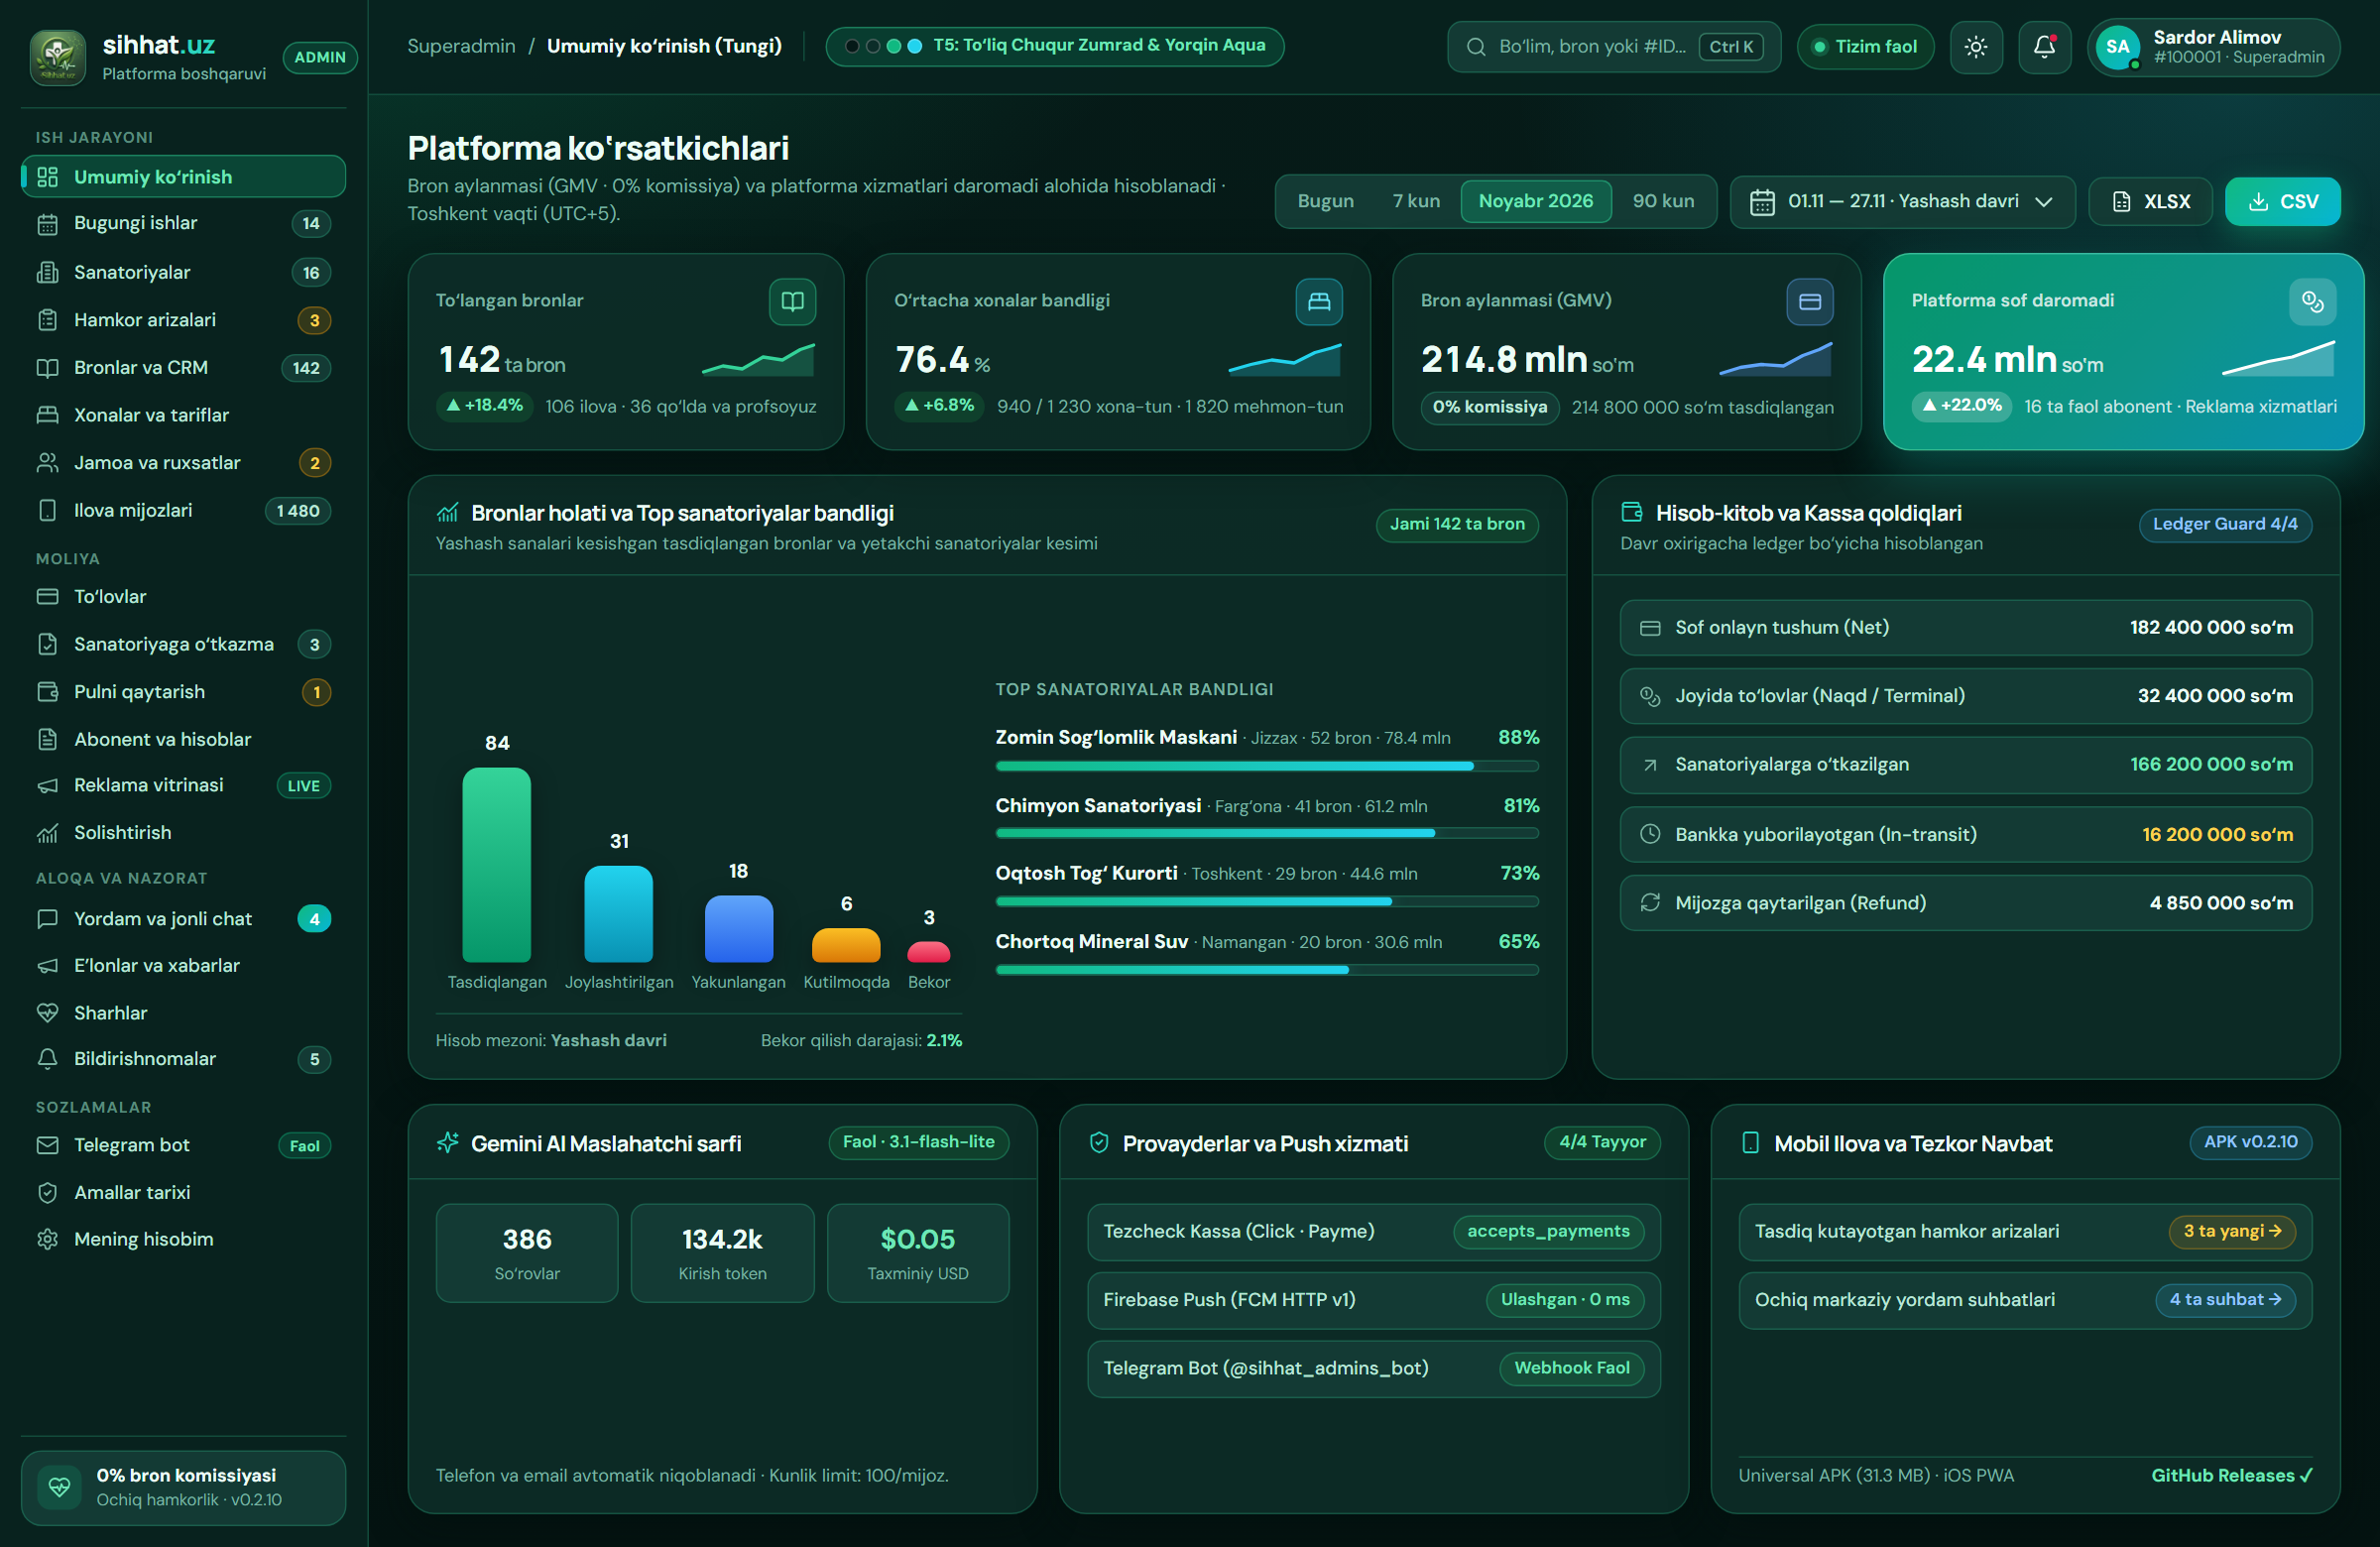 sihhat.uz
Platforma boshqaruvi
ADMIN
ISH JARAYONI
Umumiy ko‘rinish
Bugungi ishlar 14
Sanatoriyalar 16
Hamkor arizalari 3
Bronlar va CRM 142
Xonalar va tariflar
Jamoa va ruxsatlar 2
Ilova mijozlari 1 480
MOLIYA
To‘lovlar
Sanatoriyaga o‘tkazma 3
Pulni qaytarish 1
Abonent va hisoblar
Reklama vitrinasi LIVE
Solishtirish
ALOQA VA NAZORAT
Yordam va jonli chat 4
E’lonlar va xabarlar
Sharhlar
Bildirishnomalar 5
SOZLAMALAR
Telegram bot Faol
Amallar tarixi
Mening hisobim
0% bron komissiyasi
Ochiq hamkorlik · v0.2.10
Superadmin / Umumiy ko‘rinish (Tungi)
T5: To‘liq Chuqur Zumrad & Yorqin Aqua
Bo‘lim, bron yoki #ID... Ctrl K
Tizim faol
SA
Sardor Alimov
#100001 · Superadmin
Platforma ko‘rsatkichlari
Bron aylanmasi (GMV · 0% komissiya) va platforma xizmatlari daromadi alohida hisoblanadi ·
Toshkent vaqti (UTC+5).
Bugun 7 kun Noyabr 2026 90 kun
01.11 — 27.11 · Yashash davri
XLSX
CSV
To‘langan bronlar
142 ta bron
▲ +18.4% 106 ilova · 36 qo‘lda va profsoyuz
O‘rtacha xonalar bandligi
76.4 %
▲ +6.8% 940 / 1 230 xona-tun · 1 820 mehmon-tun
Bron aylanmasi (GMV)
214.8 mln so‘m
0% komissiya 214 800 000 so‘m tasdiqlangan
Platforma sof daromadi
22.4 mln so‘m
▲ +22.0% 16 ta faol abonent · Reklama xizmatlari
Bronlar holati va Top sanatoriyalar bandligi
Yashash sanalari kesishgan tasdiqlangan bronlar va yetakchi sanatoriyalar kesimi
Jami 142 ta bron
84
31
18
6
3
Tasdiqlangan Joylashtirilgan Yakunlangan Kutilmoqda Bekor
Hisob mezoni: Yashash davri Bekor qilish darajasi: 2.1%
TOP SANATORIYALAR BANDLIGI
Zomin Sog‘lomlik Maskani · Jizzax · 52 bron · 78.4 mln 88%
Chimyon Sanatoriyasi · Farg‘ona · 41 bron · 61.2 mln 81%
Oqtosh Tog‘ Kurorti · Toshkent · 29 bron · 44.6 mln 73%
Chortoq Mineral Suv · Namangan · 20 bron · 30.6 mln 65%
Hisob-kitob va Kassa qoldiqlari
Davr oxirigacha ledger bo‘yicha hisoblangan
Ledger Guard 4/4
Sof onlayn tushum (Net) 182 400 000 so‘m
Joyida to‘lovlar (Naqd / Terminal) 32 400 000 so‘m
Sanatoriyalarga o‘tkazilgan 166 200 000 so‘m
Bankka yuborilayotgan (In-transit) 16 200 000 so‘m
Mijozga qaytarilgan (Refund) 4 850 000 so‘m
Gemini AI Maslahatchi sarfi
Faol · 3.1-flash-lite
386
So‘rovlar
134.2k
Kirish token
$0.05
Taxminiy USD
Telefon va email avtomatik niqoblanadi · Kunlik limit: 100/mijoz.
Provayderlar va Push xizmati
4/4 Tayyor
Tezcheck Kassa (Click · Payme) accepts_payments
Firebase Push (FCM HTTP v1) Ulashgan · 0 ms
Telegram Bot (@sihhat_admins_bot) Webhook Faol
Mobil Ilova va Tezkor Navbat
APK v0.2.10
Tasdiq kutayotgan hamkor arizalari 3 ta yangi →
Ochiq markaziy yordam suhbatlari 4 ta suhbat →
Universal APK (31.3 MB) · iOS PWA GitHub Releases ✓